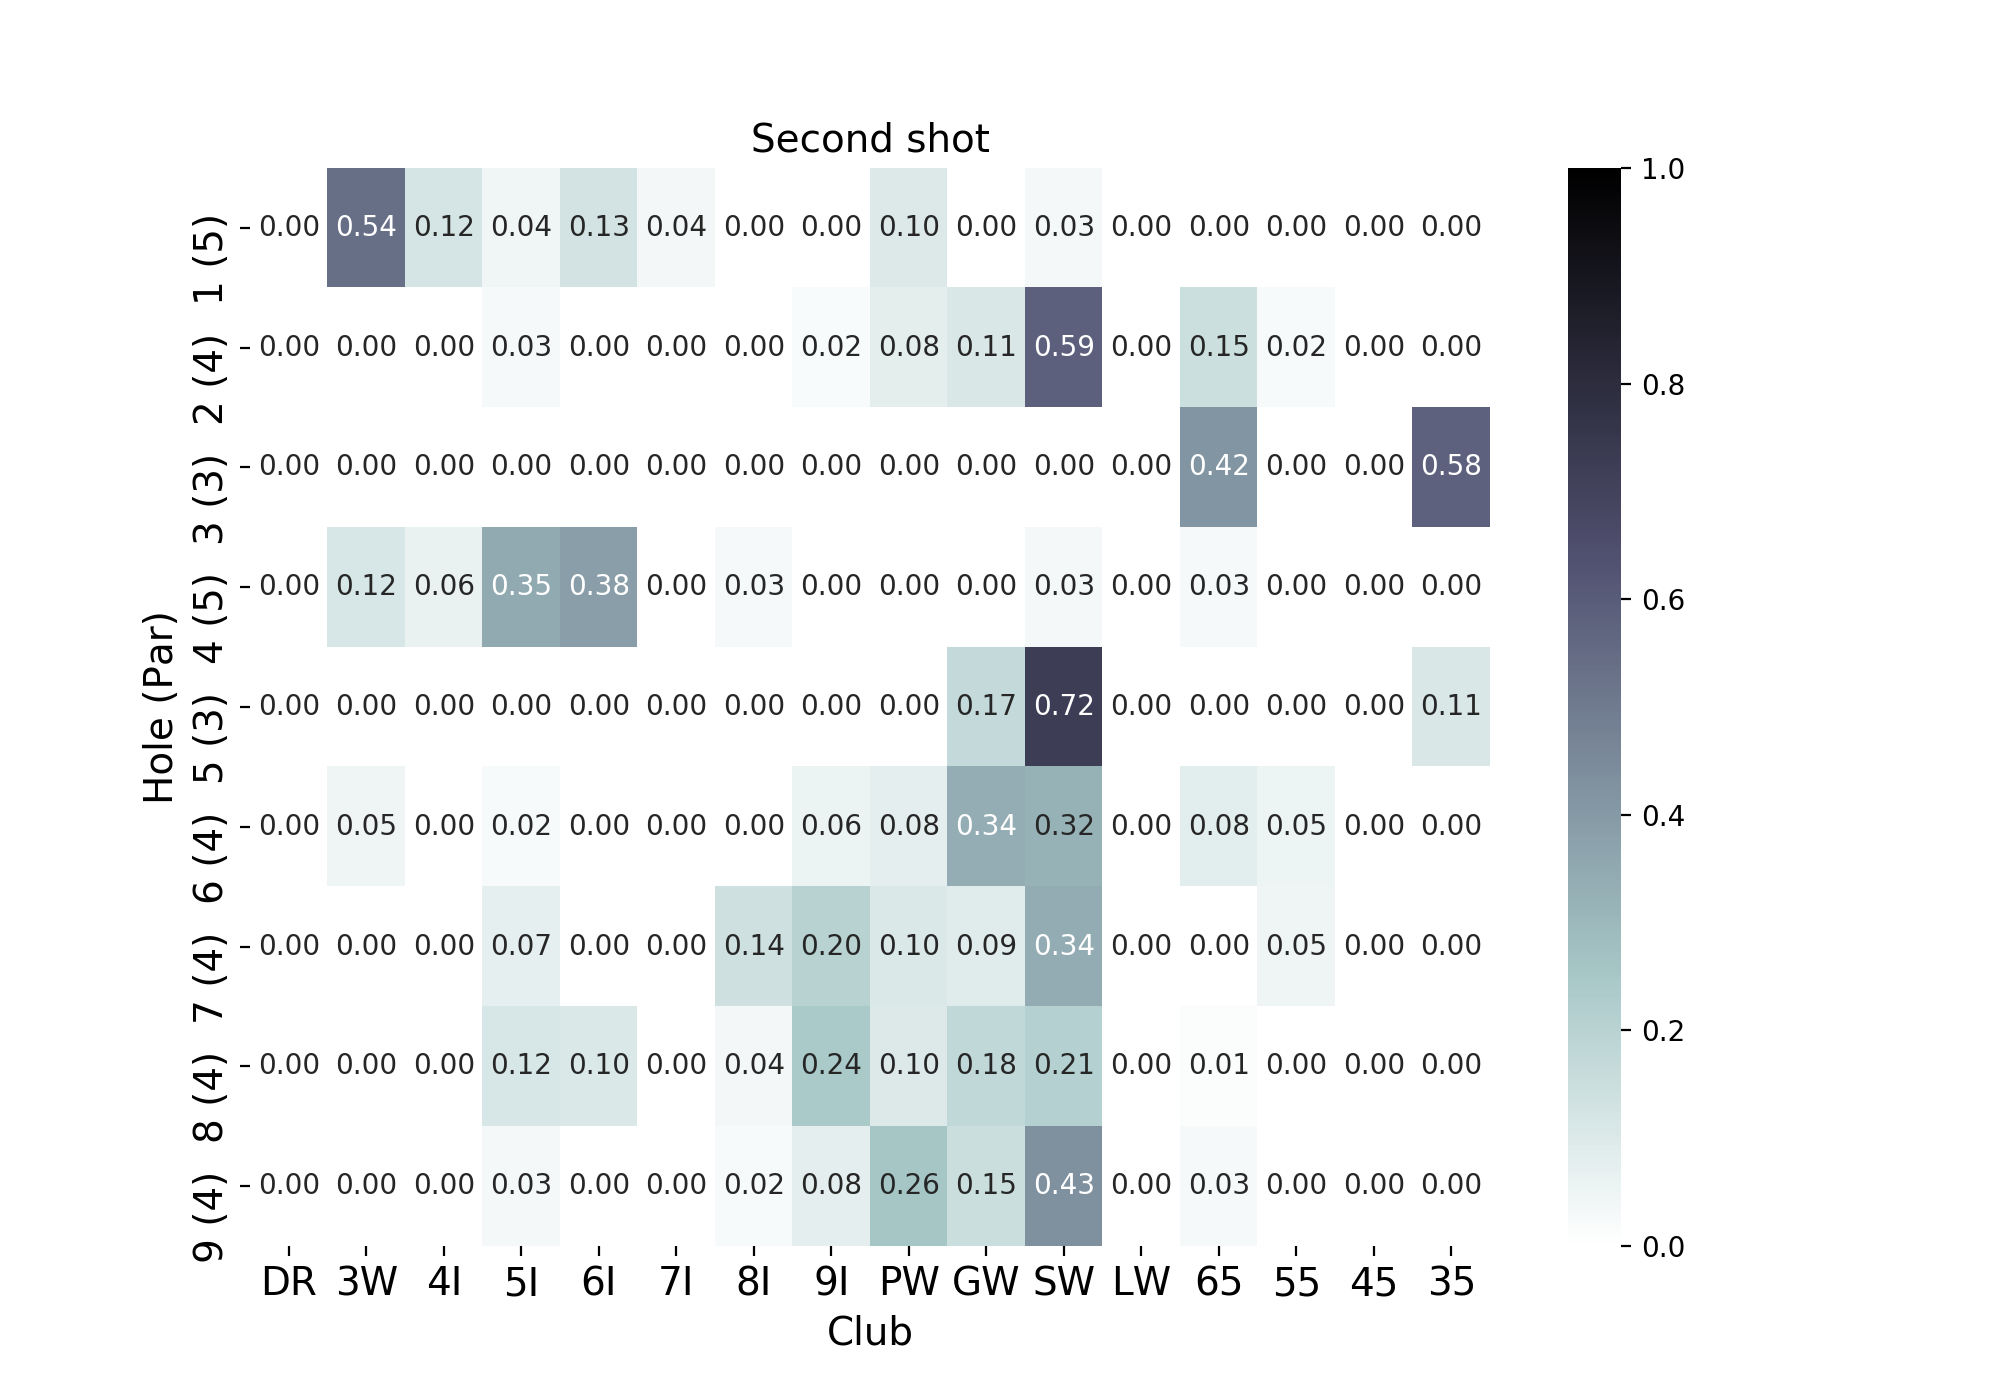 Second shot
1 (5) 0.00 0.54 0.12 0.04 0.13 0.04 0.00 0.00 0.10 0.00 0.03 0.00 0.00 0.00 0.00 0.00
2 (4) 0.00 0.00 0.00 0.03 0.00 0.00 0.00 0.02 0.08 0.11 0.59 0.00 0.15 0.02 0.00 0.00
3 (3) 0.00 0.00 0.00 0.00 0.00 0.00 0.00 0.00 0.00 0.00 0.00 0.00 0.42 0.00 0.00 0.58
4 (5) 0.00 0.12 0.06 0.35 0.38 0.00 0.03 0.00 0.00 0.00 0.03 0.00 0.03 0.00 0.00 0.00
5 (3) 0.00 0.00 0.00 0.00 0.00 0.00 0.00 0.00 0.00 0.17 0.72 0.00 0.00 0.00 0.00 0.11
6 (4) 0.00 0.05 0.00 0.02 0.00 0.00 0.00 0.06 0.08 0.34 0.32 0.00 0.08 0.05 0.00 0.00
7 (4) 0.00 0.00 0.00 0.07 0.00 0.00 0.14 0.20 0.10 0.09 0.34 0.00 0.00 0.05 0.00 0.00
8 (4) 0.00 0.00 0.00 0.12 0.10 0.00 0.04 0.24 0.10 0.18 0.21 0.00 0.01 0.00 0.00 0.00
9 (4) 0.00 0.00 0.00 0.03 0.00 0.00 0.02 0.08 0.26 0.15 0.43 0.00 0.03 0.00 0.00 0.00
DR 3W 4I 5I 6I 7I 8I 9I PW GW SW LW 65 55 45 35
Club
Hole (Par)
1.0
0.8
0.6
0.4
0.2
0.0